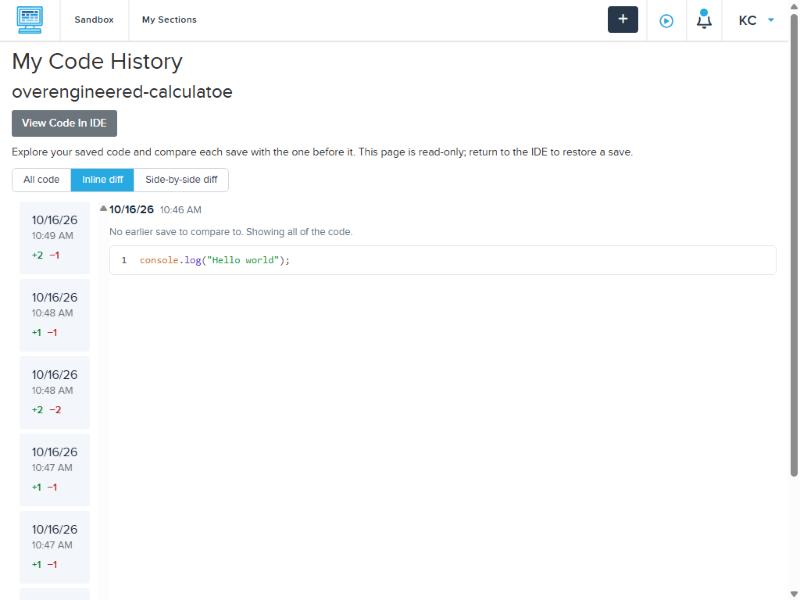 Sandbox
My Sections
+
KC
My Code History
overengineered-calculatoe
View Code In IDE
Explore your saved code and compare each save with the one before it. This page is read-only; return to the IDE to restore a save.
All code
Inline diff
Side-by-side diff
10/16/26
10:49 AM
+2 −1
10/16/26
10:48 AM
+1 −1
10/16/26
10:48 AM
+2 −2
10/16/26
10:47 AM
+1 −1
10/16/26
10:47 AM
+1 −1
10/16/26 10:46 AM
No earlier save to compare to. Showing all of the code.
1 console.log("Hello world");